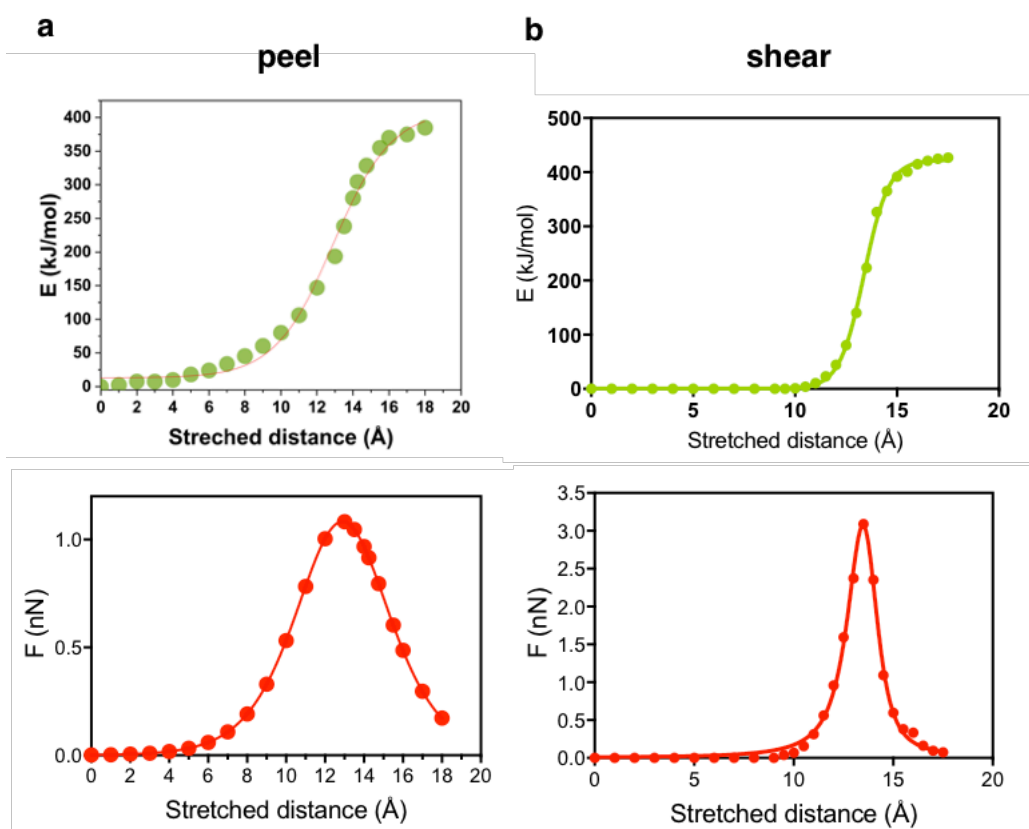 a
peel
b
shear
E (kJ/mol)
400
350
300
250
200
150
100
50
0
0 2 4 6 8 10 12 14 16 18 20
Streched distance (Å)
E (kJ/mol)
500
400
300
200
100
0
0 5 10 15 20
Stretched distance (Å)
F (nN)
1.0
0.5
0.0
0 2 4 6 8 10 12 14 16 18 20
Stretched distance (Å)
F (nN)
3.5
3.0
2.5
2.0
1.5
1.0
0.5
0.0
0 5 10 15 20
Stretched distance (Å)